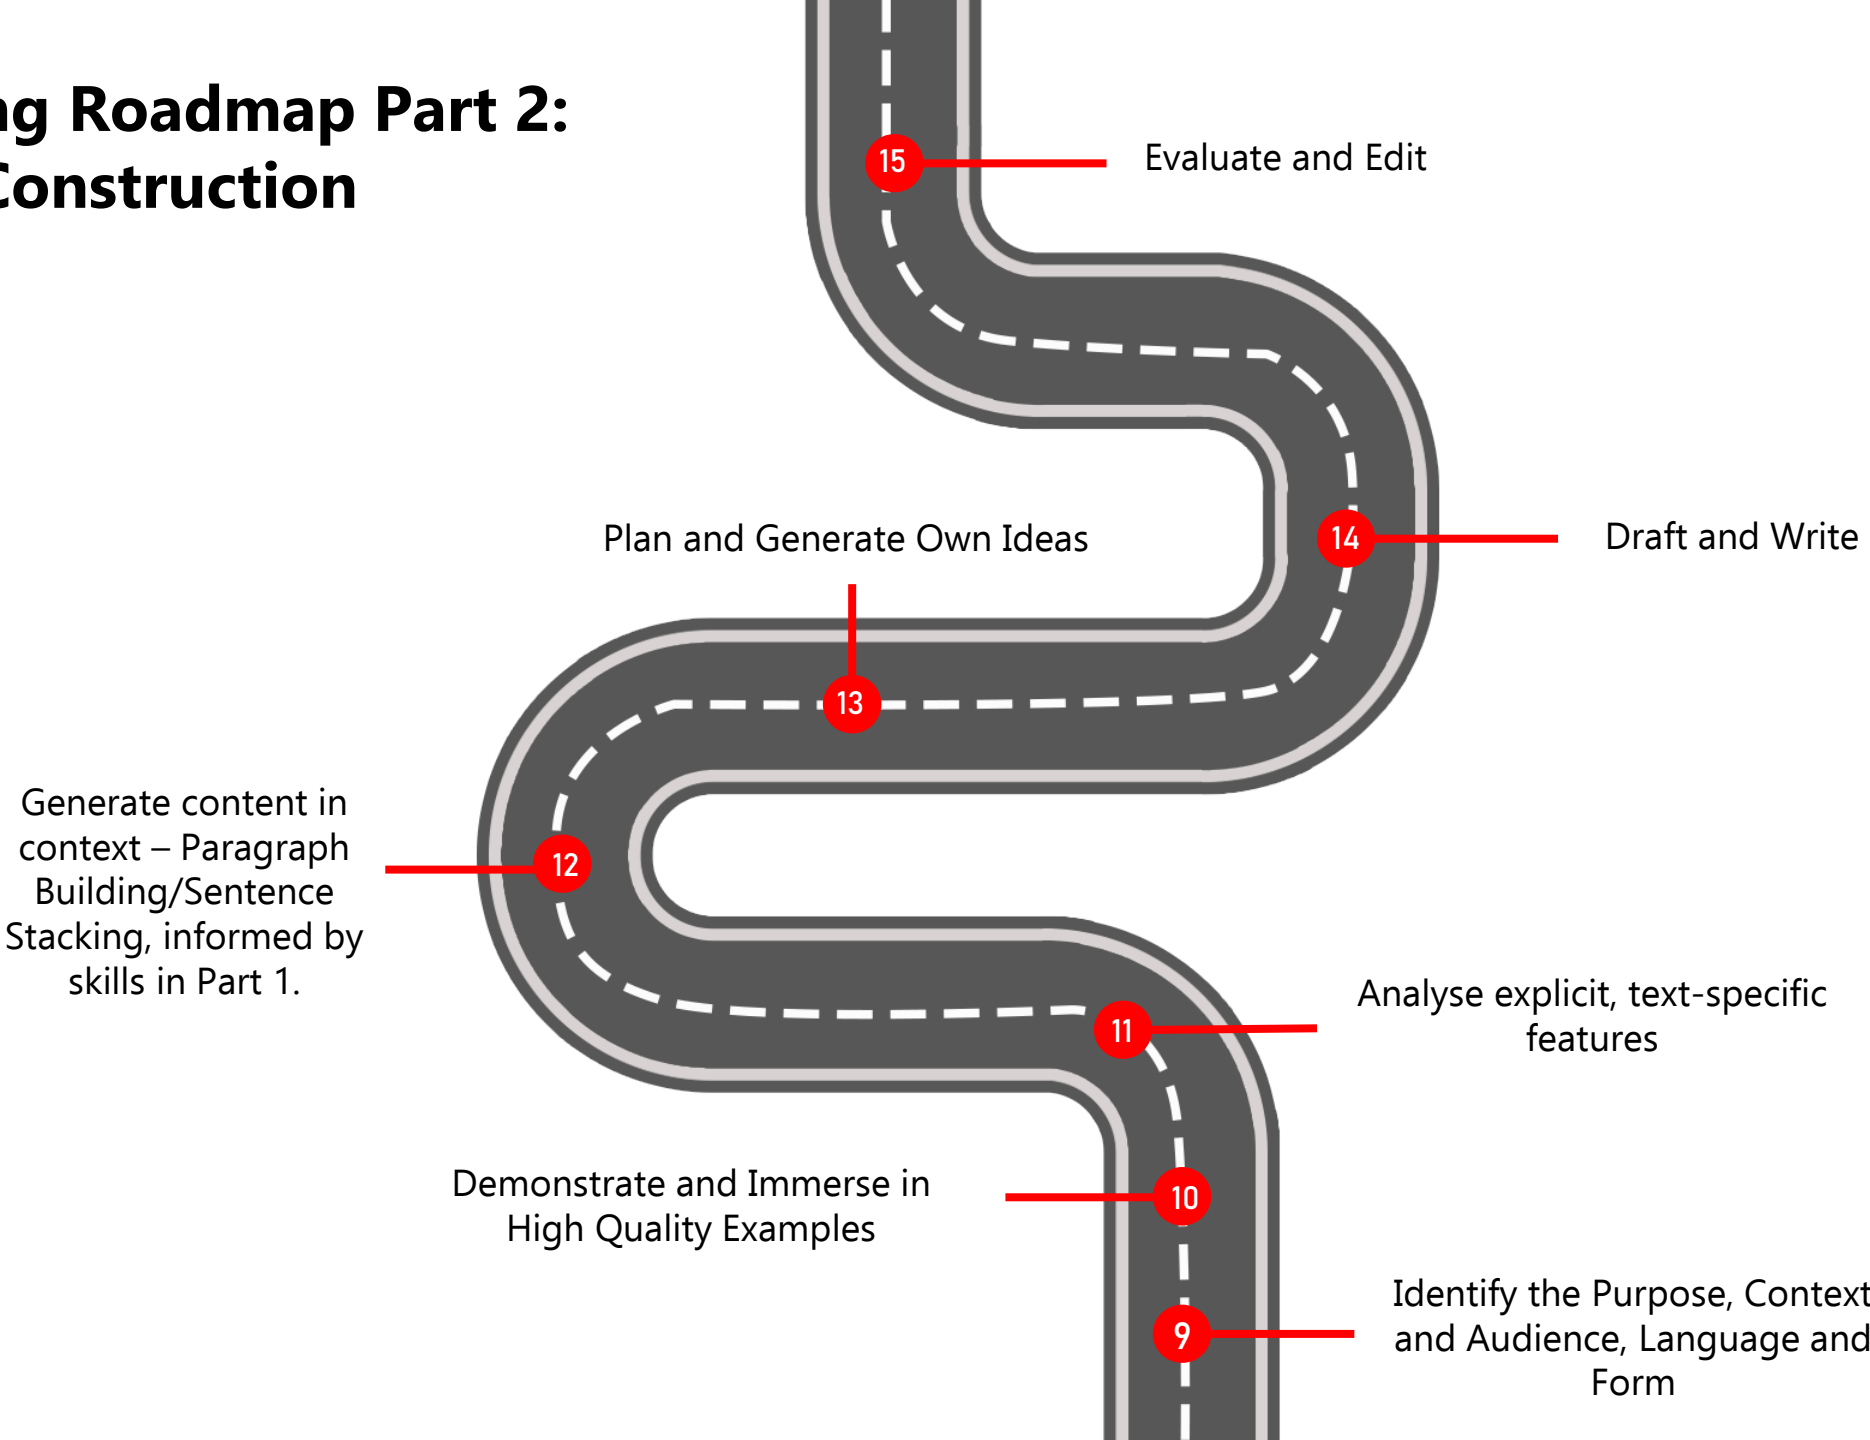 ng Roadmap Part 2:
Construction
15
Evaluate and Edit
Plan and Generate Own Ideas
14
Draft and Write
13
Generate content in
context – Paragraph
Building/Sentence
Stacking, informed by
skills in Part 1.
12
11
Analyse explicit, text-specific
features
Demonstrate and Immerse in
High Quality Examples
10
9
Identify the Purpose, Context
and Audience, Language and
Form